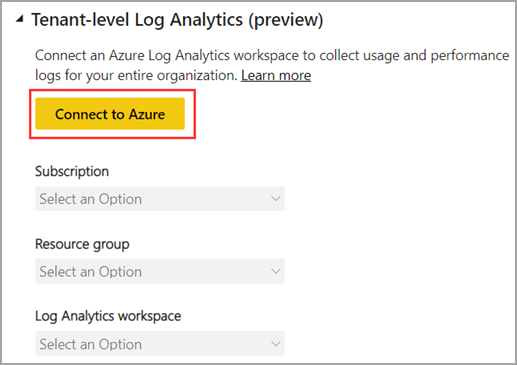 Tenant-level Log Analytics (preview)
Connect an Azure Log Analytics workspace to collect usage and performance
logs for your entire organization. Learn more
Connect to Azure
Subscription
Select an Option
Resource group
Select an Option
Log Analytics workspace
Select an Option